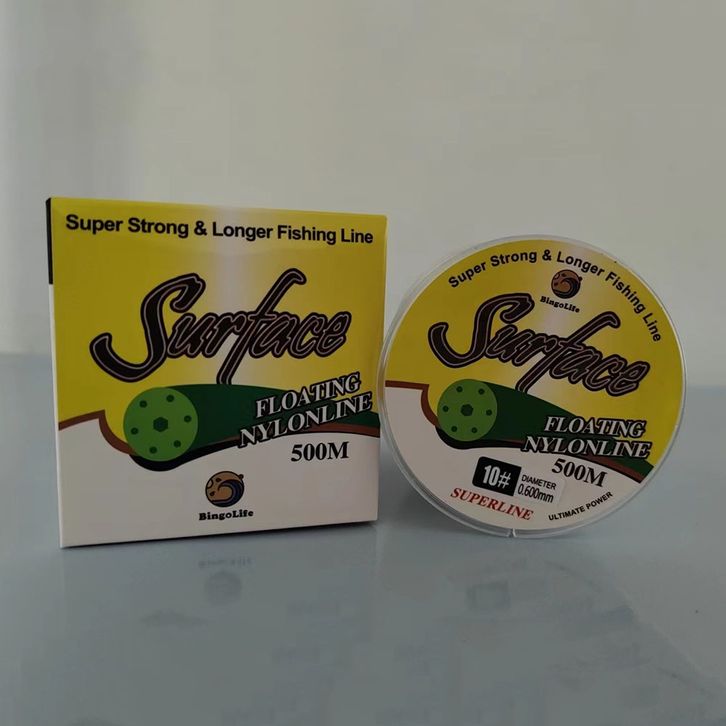 Super Strong & Longer Fishing Line
Surface
FLOATING
NYLONLINE
500M
BingoLife
Super Strong & Longer Fishing Line
BingoLife
Surface
FLOATING
NYLONLINE
500M
10#
DIAMETER
0.600mm
SUPERLINE
ULTIMATE POWER